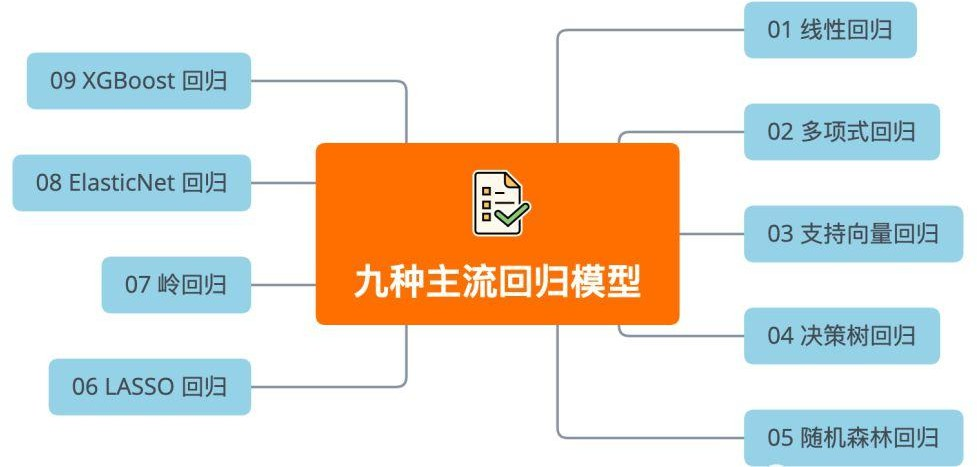 九种主流回归模型
01 线性回归
02 多项式回归
03 支持向量回归
04 决策树回归
05 随机森林回归
06 LASSO 回归
07 岭回归
08 ElasticNet 回归
09 XGBoost 回归